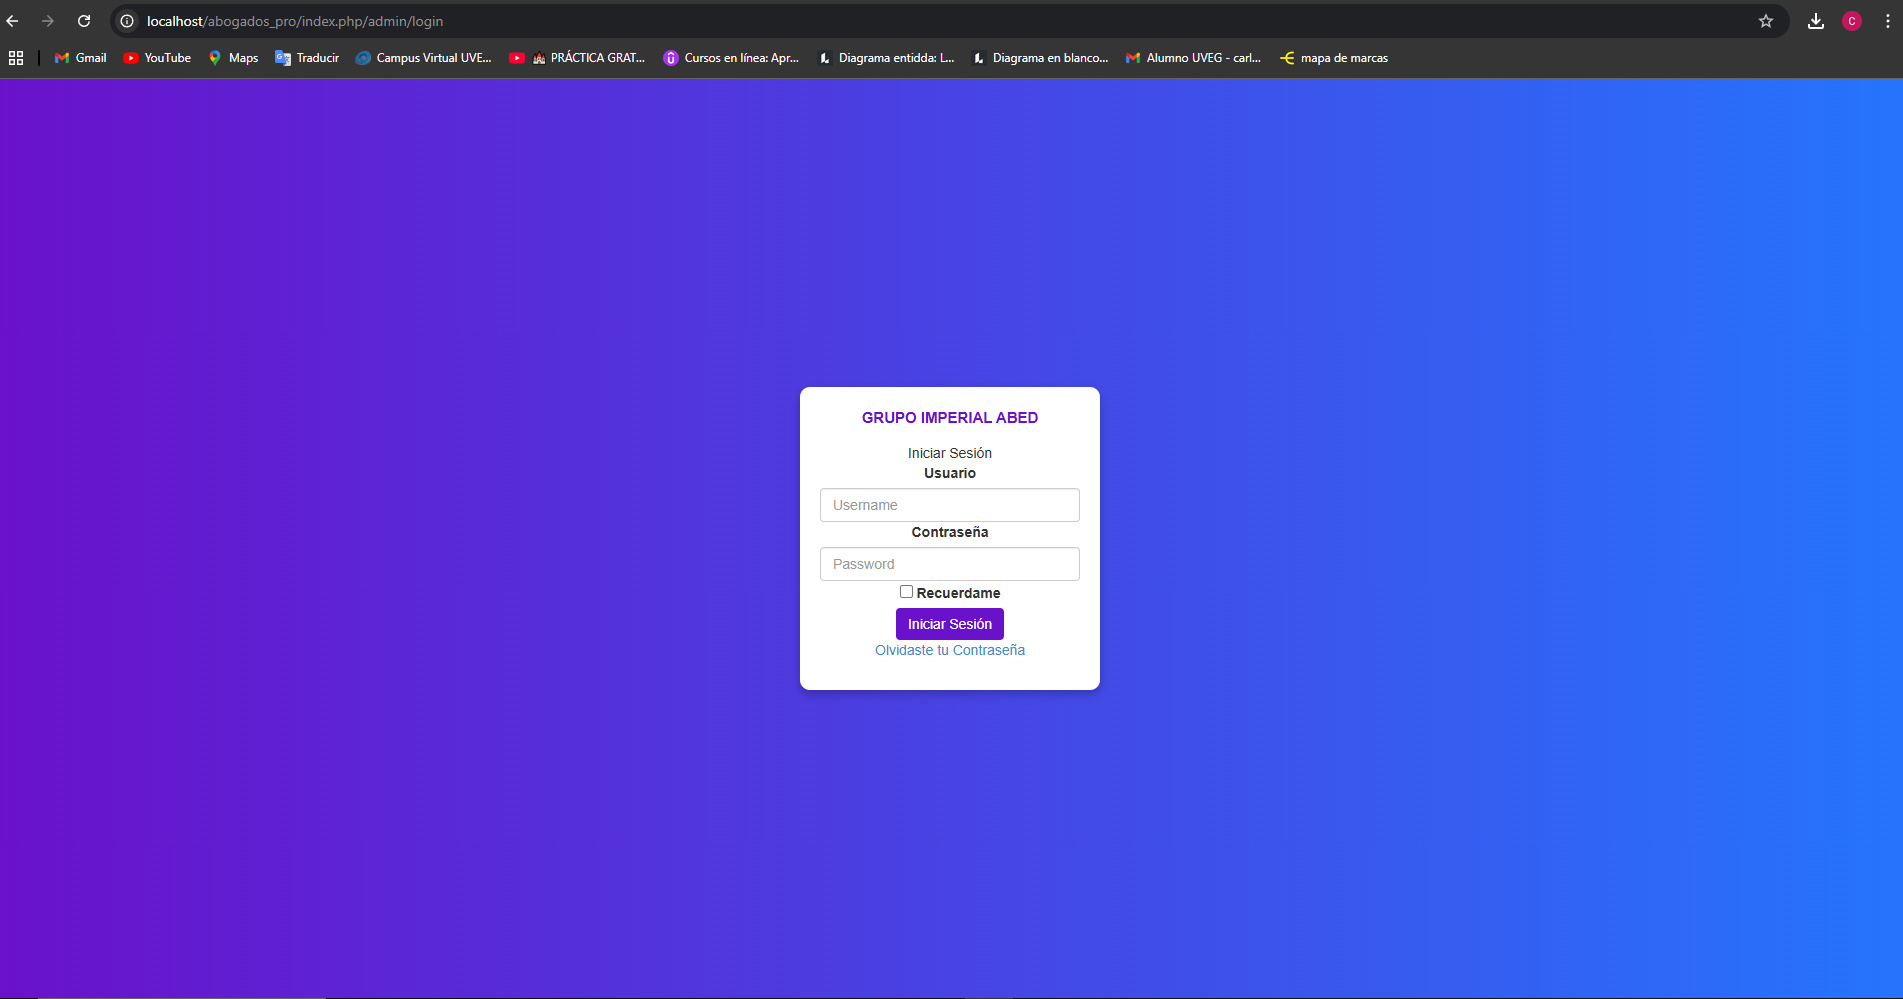 localhost/abogados_pro/index.php/admin/login
C
Gmail
YouTube
Maps
Traducir
Campus Virtual UVE...
PRÁCTICA GRAT...
Cursos en línea: Apr...
Diagrama entidda: L...
Diagrama en blanco...
Alumno UVEG - carl...
mapa de marcas
GRUPO IMPERIAL ABED
Iniciar Sesión
Usuario
Username
Contraseña
Password
Recuerdame
Iniciar Sesión
Olvidaste tu Contraseña